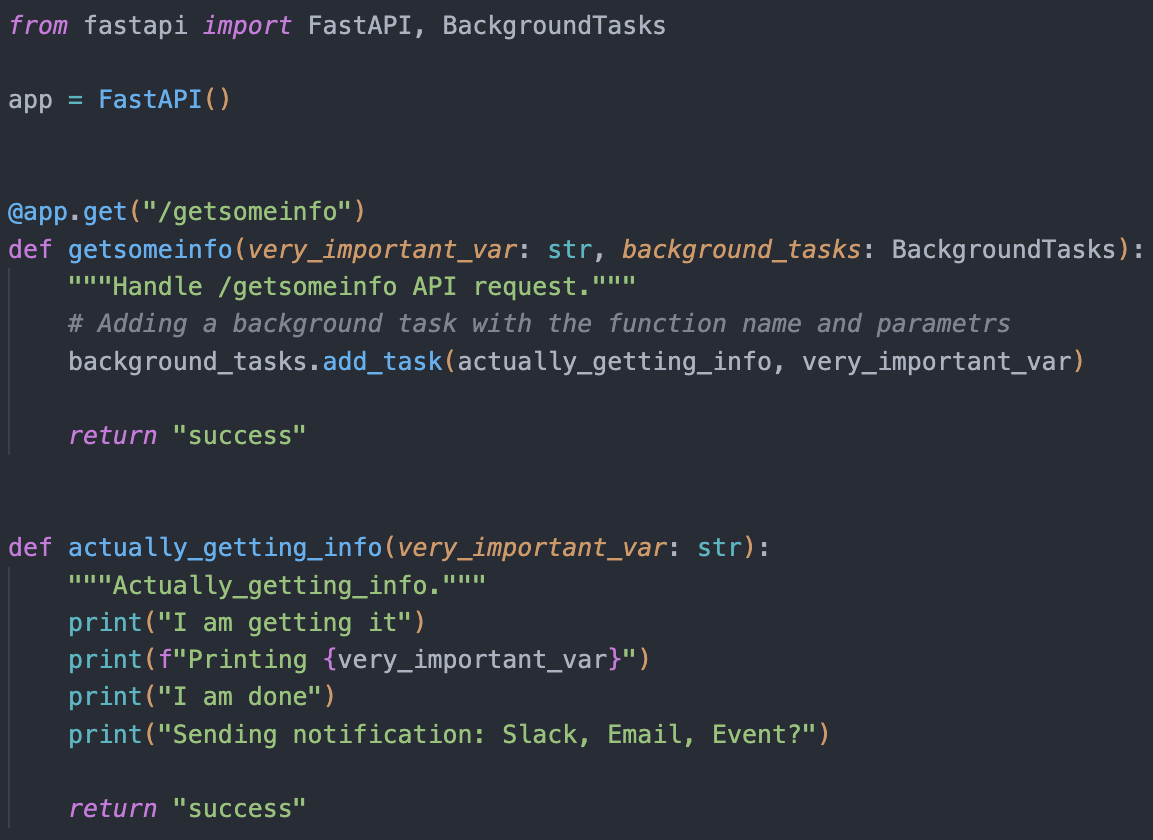 from fastapi import FastAPI, BackgroundTasks
app = FastAPI()
@app.get("/getsomeinfo")
def getsomeinfo(very_important_var: str, background_tasks: BackgroundTasks):
    """Handle /getsomeinfo API request."""
    # Adding a background task with the function name and parametrs
    background_tasks.add_task(actually_getting_info, very_important_var)
    return "success"
def actually_getting_info(very_important_var: str):
    """Actually_getting_info."""
    print("I am getting it")
    print(f"Printing {very_important_var}")
    print("I am done")
    print("Sending notification: Slack, Email, Event?")
    return "success"